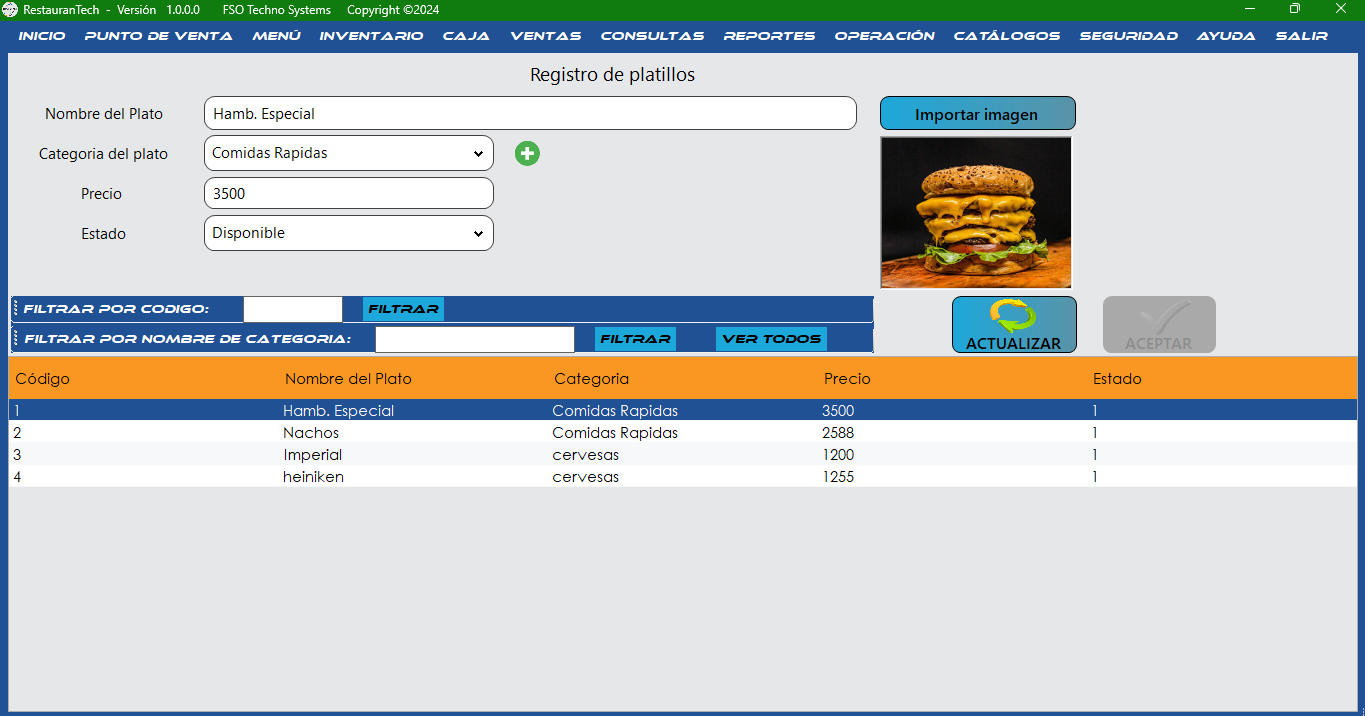 RestauranTech - Versión 1.0.0.0 FSO Techno Systems Copyright ©2024
INICIO PUNTO DE VENTA MENÚ INVENTARIO CAJA VENTAS CONSULTAS REPORTES OPERACIÓN CATÁLOGOS SEGURIDAD AYUDA SALIR
Registro de platillos
Nombre del Plato Hamb. Especial Importar imagen
Categoria del plato Comidas Rapidas
Precio 3500
Estado Disponible
FILTRAR POR CODIGO: FILTRAR
FILTRAR POR NOMBRE DE CATEGORIA: FILTRAR VER TODOS
ACTUALIZAR ACEPTAR
Código Nombre del Plato Categoria Precio Estado
1 Hamb. Especial Comidas Rapidas 3500 1
2 Nachos Comidas Rapidas 2588 1
3 Imperial cervesas 1200 1
4 heiniken cervesas 1255 1